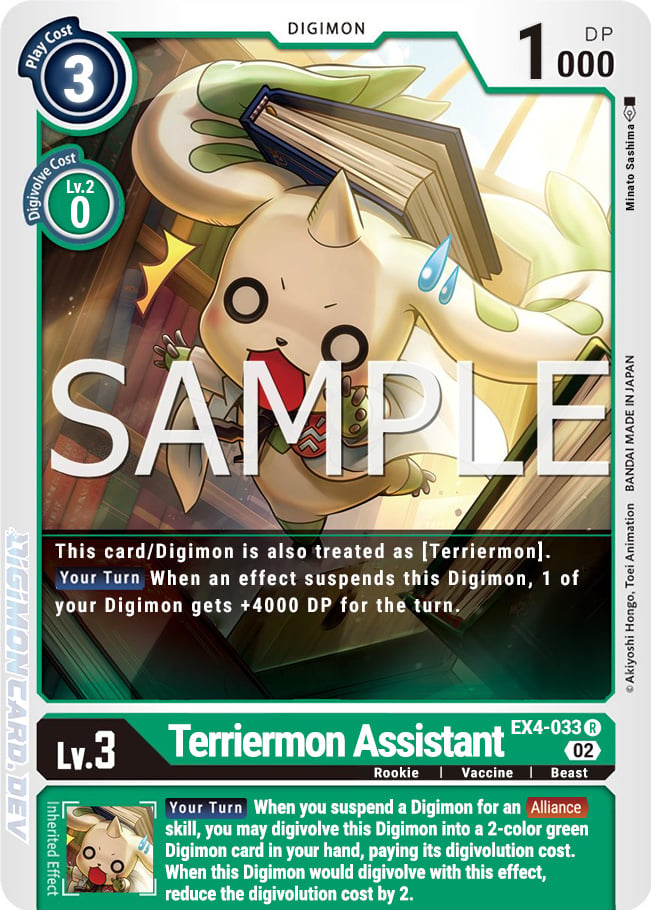 DIGIMON
Play Cost
3
DP
1000
Digivolve Cost
Lv.2
0
Minato Sashima
SAMPLE
BANDAI MADE IN JAPAN
© Akiyoshi Hongo, Toei Animation
This card/Digimon is also treated as [Terriermon].
Your Turn When an effect suspends this Digimon, 1 of
your Digimon gets +4000 DP for the turn.
DIGIMONCARD.DEV
Lv.3
Terriermon Assistant
EX4-033 R
02
Rookie | Vaccine | Beast
Inherited Effect
Your Turn When you suspend a Digimon for an Alliance
skill, you may digivolve this Digimon into a 2-color green
Digimon card in your hand, paying its digivolution cost.
When this Digimon would digivolve with this effect,
reduce the digivolution cost by 2.